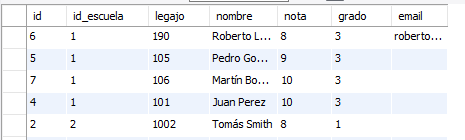 id id_escuela legajo nombre nota grado email
6 1 190 Roberto L... 8 3 roberto...
5 1 105 Pedro Go... 9 3
7 1 106 Martín Bo... 10 3
4 1 101 Juan Perez 10 3
2 2 1002 Tomás Smith 8 1